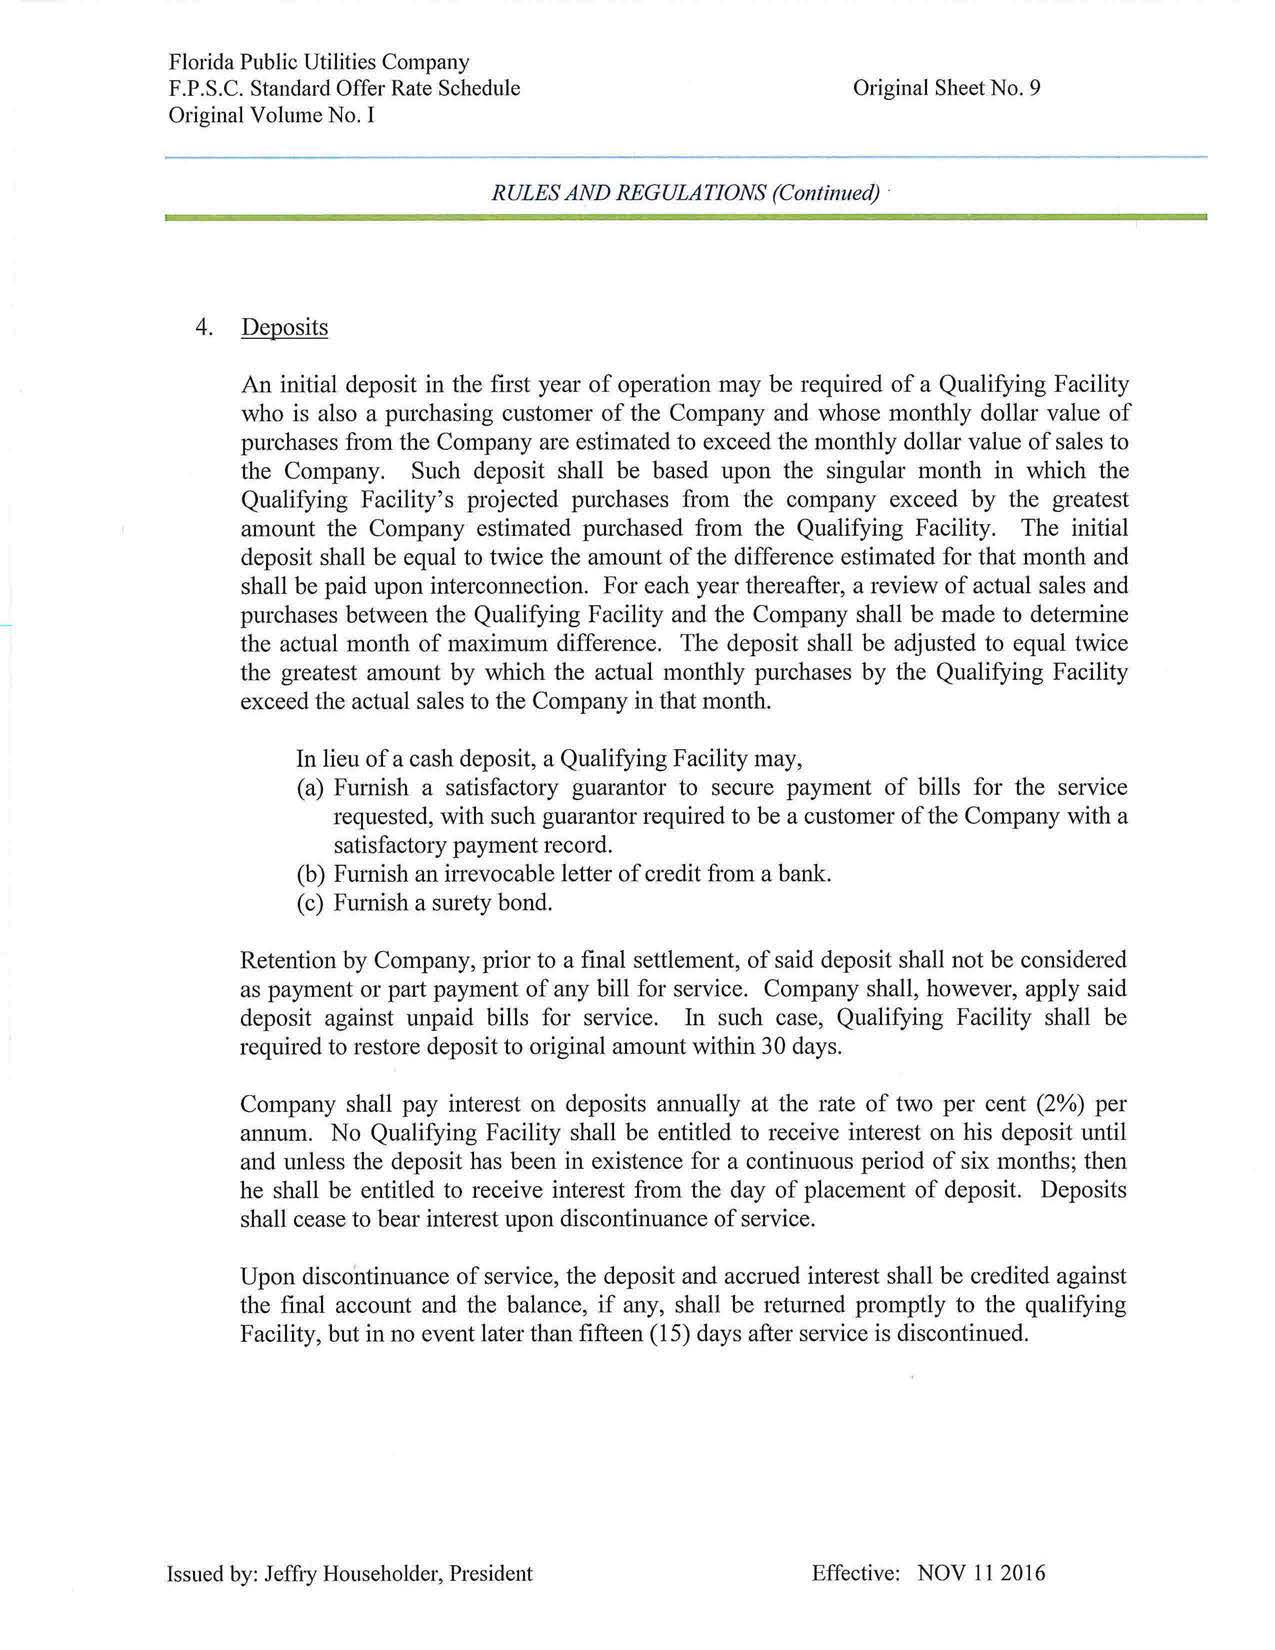 Florida Public Utilities Company
F.P.S.C. Standard Offer Rate Schedule
Original Sheet No. 9
Original Volume No. I
RULES AND REGULATIONS (Continued)
4. Deposits
An initial deposit in the first year of operation may be required of a Qualifying Facility
who is also a purchasing customer of the Company and whose monthly dollar value of
purchases from the Company are estimated to exceed the monthly dollar value of sales to
the Company. Such deposit shall be based upon the singular month in which the
Qualifying Facility's projected purchases from the company exceed by the greatest
amount the Company estimated purchased from the Qualifying Facility. The initial
deposit shall be equal to twice the amount of the difference estimated for that month and
shall be paid upon interconnection. For each year thereafter, a review of actual sales and
purchases between the Qualifying Facility and the Company shall be made to determine
the actual month of maximum difference. The deposit shall be adjusted to equal twice
the greatest amount by which the actual monthly purchases by the Qualifying Facility
exceed the actual sales to the Company in that month.
In lieu of a cash deposit, a Qualifying Facility may,
(a) Furnish a satisfactory guarantor to secure payment of bills for the service
requested, with such guarantor required to be a customer of the Company with a
satisfactory payment record.
(b) Furnish an irrevocable letter of credit from a bank.
(c) Furnish a surety bond.
Retention by Company, prior to a final settlement, of said deposit shall not be considered
as payment or part payment of any bill for service. Company shall, however, apply said
deposit against unpaid bills for service. In such case, Qualifying Facility shall be
required to restore deposit to original amount within 30 days.
Company shall pay interest on deposits annually at the rate of two per cent (2%) per
annum. No Qualifying Facility shall be entitled to receive interest on his deposit until
and unless the deposit has been in existence for a continuous period of six months; then
he shall be entitled to receive interest from the day of placement of deposit. Deposits
shall cease to bear interest upon discontinuance of service.
Upon discontinuance of service, the deposit and accrued interest shall be credited against
the final account and the balance, if any, shall be returned promptly to the qualifying
Facility, but in no event later than fifteen (15) days after service is discontinued.
Issued by: Jeffry Householder, President
Effective: NOV 11 2016